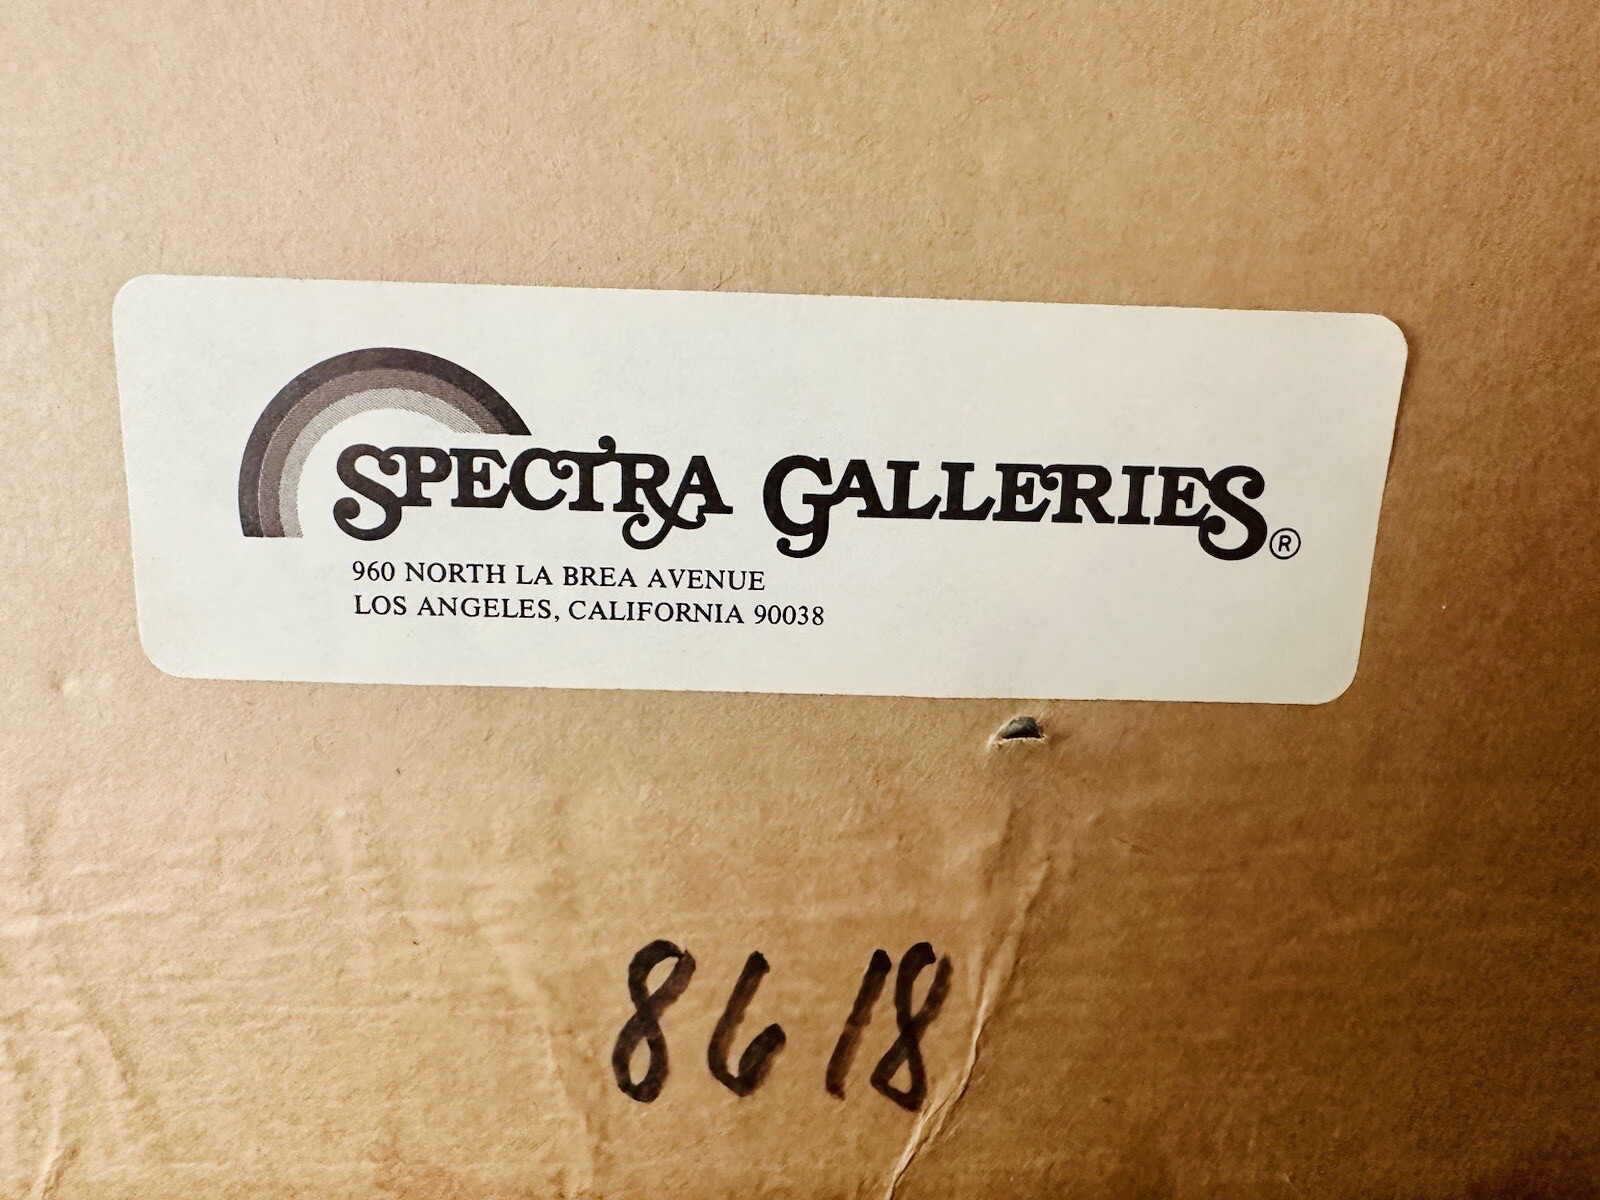 SPECTRA GALLERIES®
960 NORTH LA BREA AVENUE
LOS ANGELES, CALIFORNIA 90038
8618